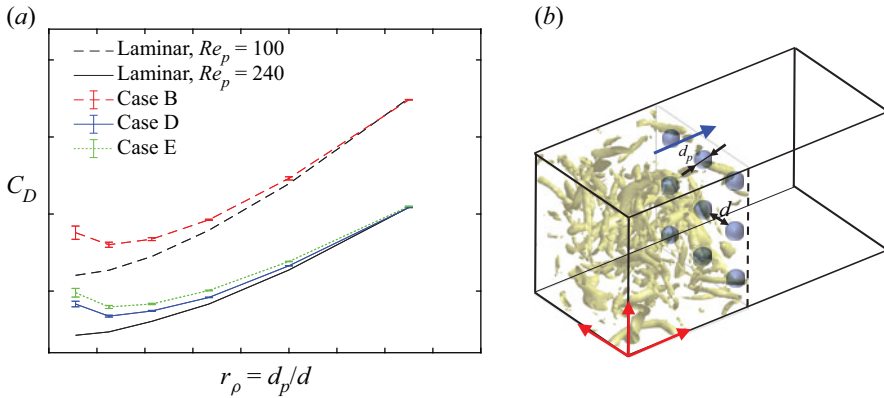 (a)
Laminar, Re_p = 100
Laminar, Re_p = 240
Case B
Case D
Case E
C_D
r_ρ = d_p/d
(b)
d_p
d